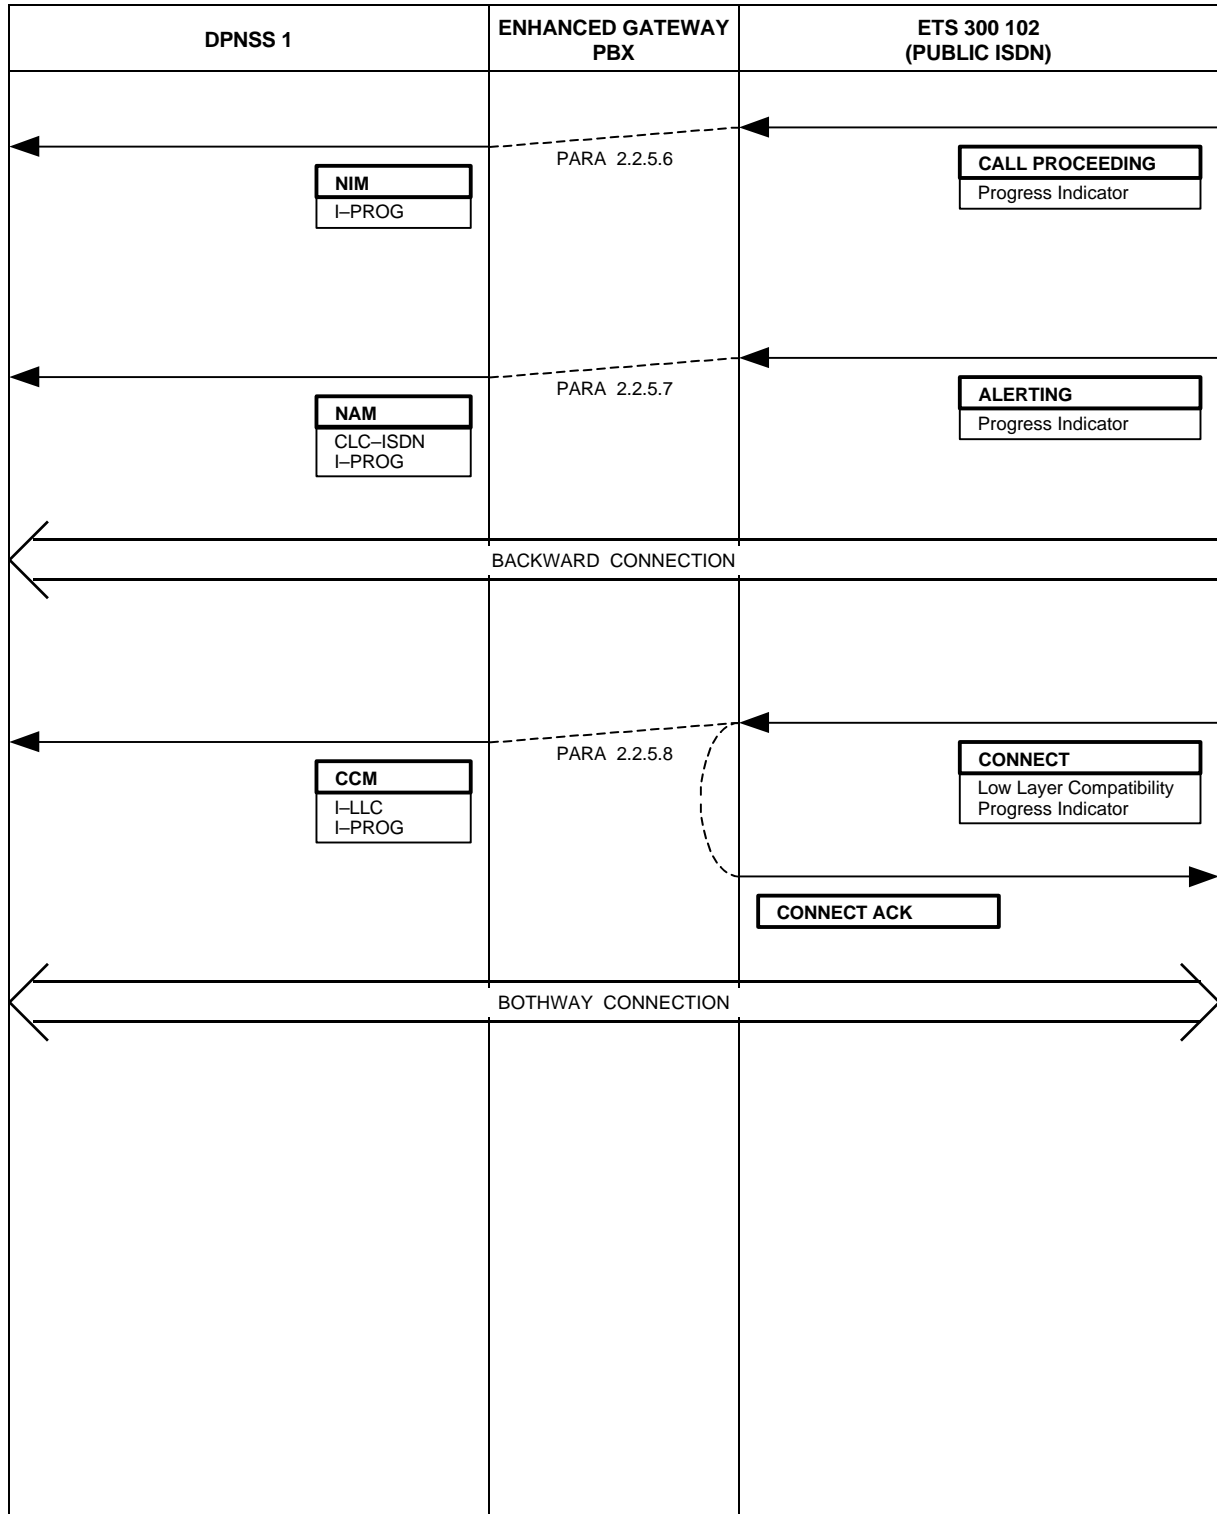 DPNSS 1
ENHANCED GATEWAY
PBX
ETS 300 102
(PUBLIC ISDN)
PARA 2.2.5.6
CALL PROCEEDING
Progress Indicator
NIM
I–PROG
PARA 2.2.5.7
ALERTING
Progress Indicator
NAM
CLC–ISDN
I–PROG
BACKWARD CONNECTION
PARA 2.2.5.8
CONNECT
Low Layer Compatibility
Progress Indicator
CCM
I–LLC
I–PROG
CONNECT ACK
BOTHWAY CONNECTION